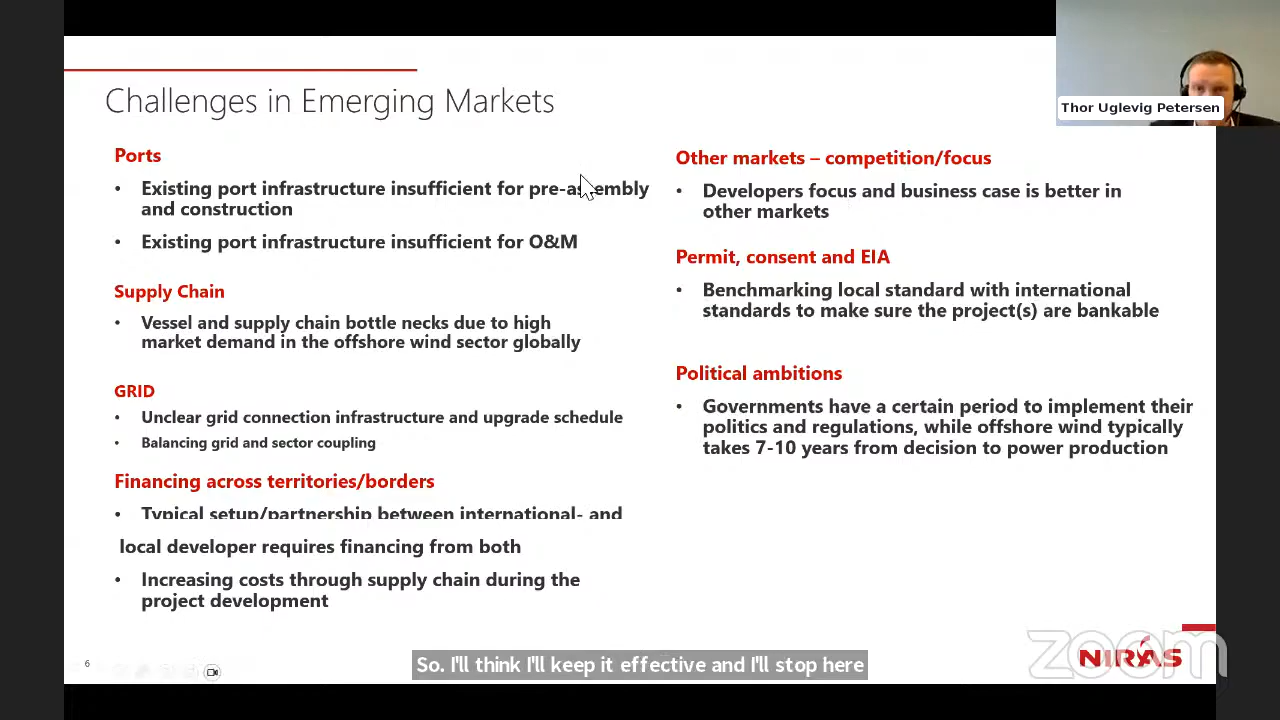 Challenges in Emerging Markets
Thor Uglevig Petersen
Ports
• Existing port infrastructure insufficient for pre-assembly
and construction
• Existing port infrastructure insufficient for O&M
Supply Chain
• Vessel and supply chain bottle necks due to high
market demand in the offshore wind sector globally
GRID
• Unclear grid connection infrastructure and upgrade schedule
• Balancing grid and sector coupling
Financing across territories/borders
• Typical setup/partnership between international- and
local developer requires financing from both
• Increasing costs through supply chain during the
project development
Other markets – competition/focus
• Developers focus and business case is better in
other markets
Permit, consent and EIA
• Benchmarking local standard with international
standards to make sure the project(s) are bankable
Political ambitions
• Governments have a certain period to implement their
politics and regulations, while offshore wind typically
takes 7-10 years from decision to power production
6
So. I'll think I'll keep it effective and I'll stop here
zoom
NIRAS